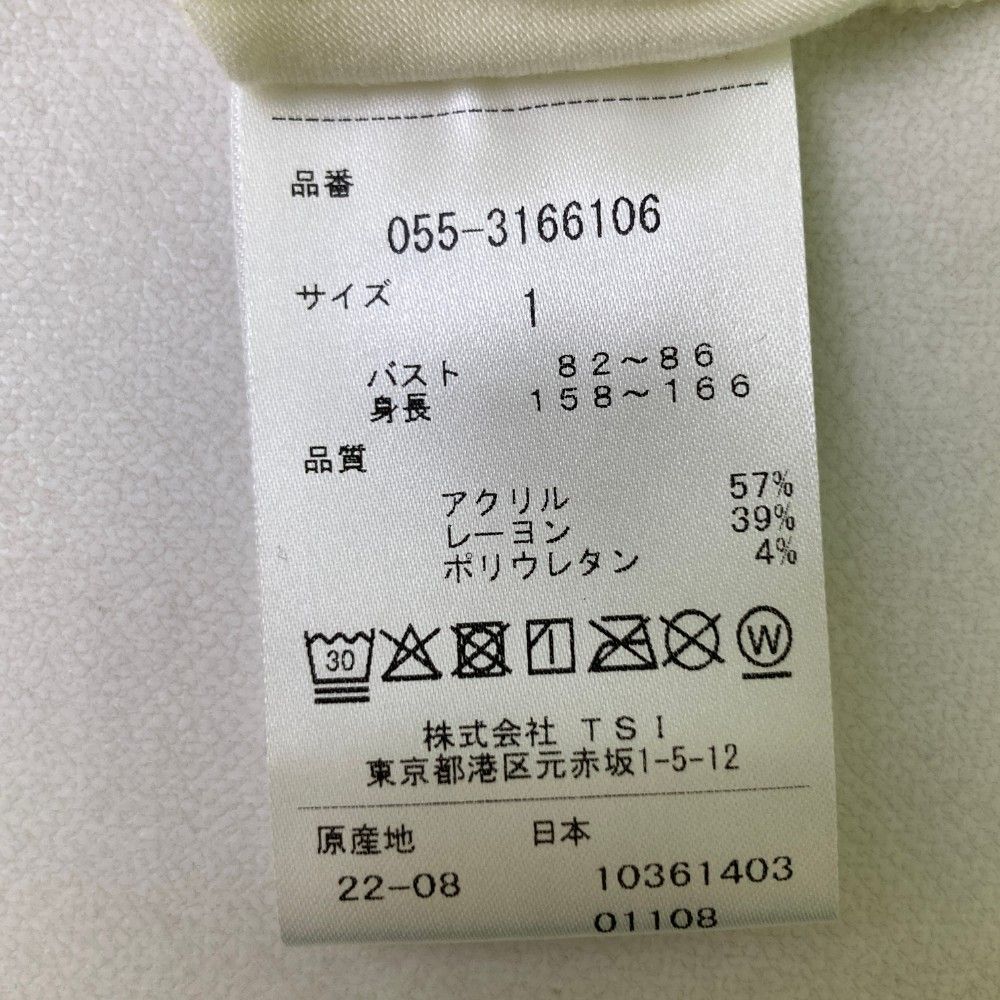 品番
055-3166106
サイズ 1
バスト 82～86
身長 158～166
品質
アクリル 57%
レーヨン 39%
ポリウレタン 4%
30 W
株式会社 TSI
東京都港区元赤坂1-5-12
原産地 日本
22-08 10361403
01108